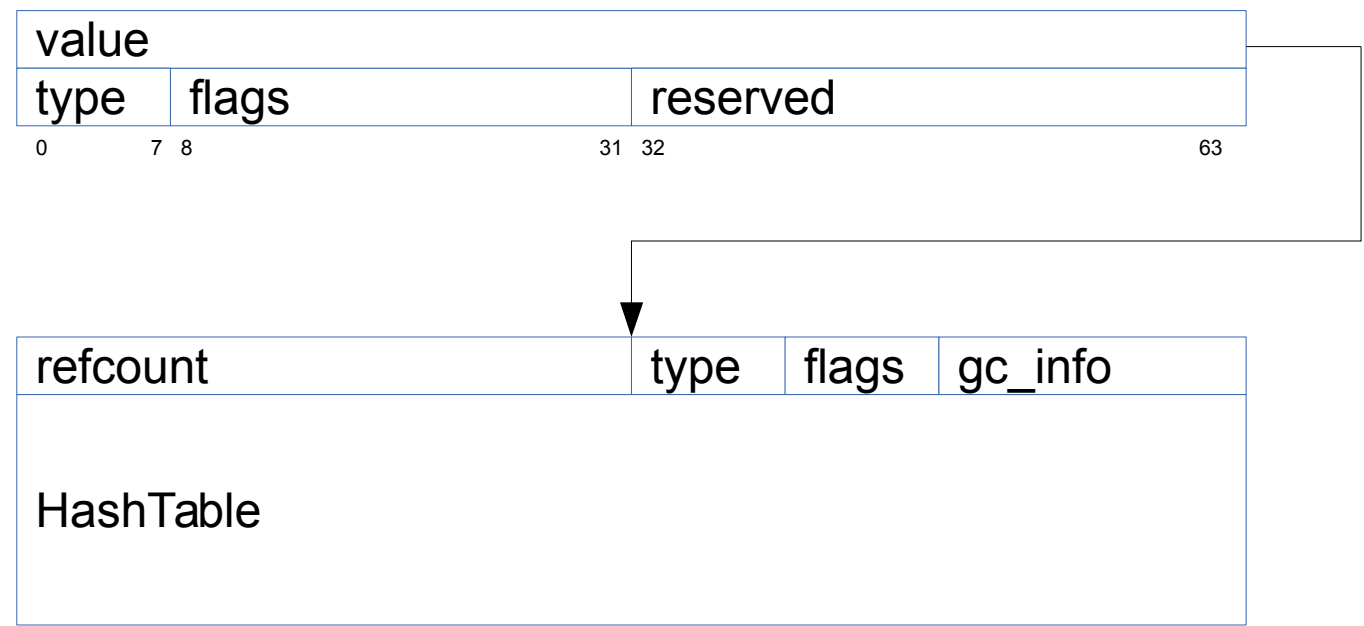 value
type flags reserved
0 7 8 31 32 63
refcount type flags gc_info
HashTable